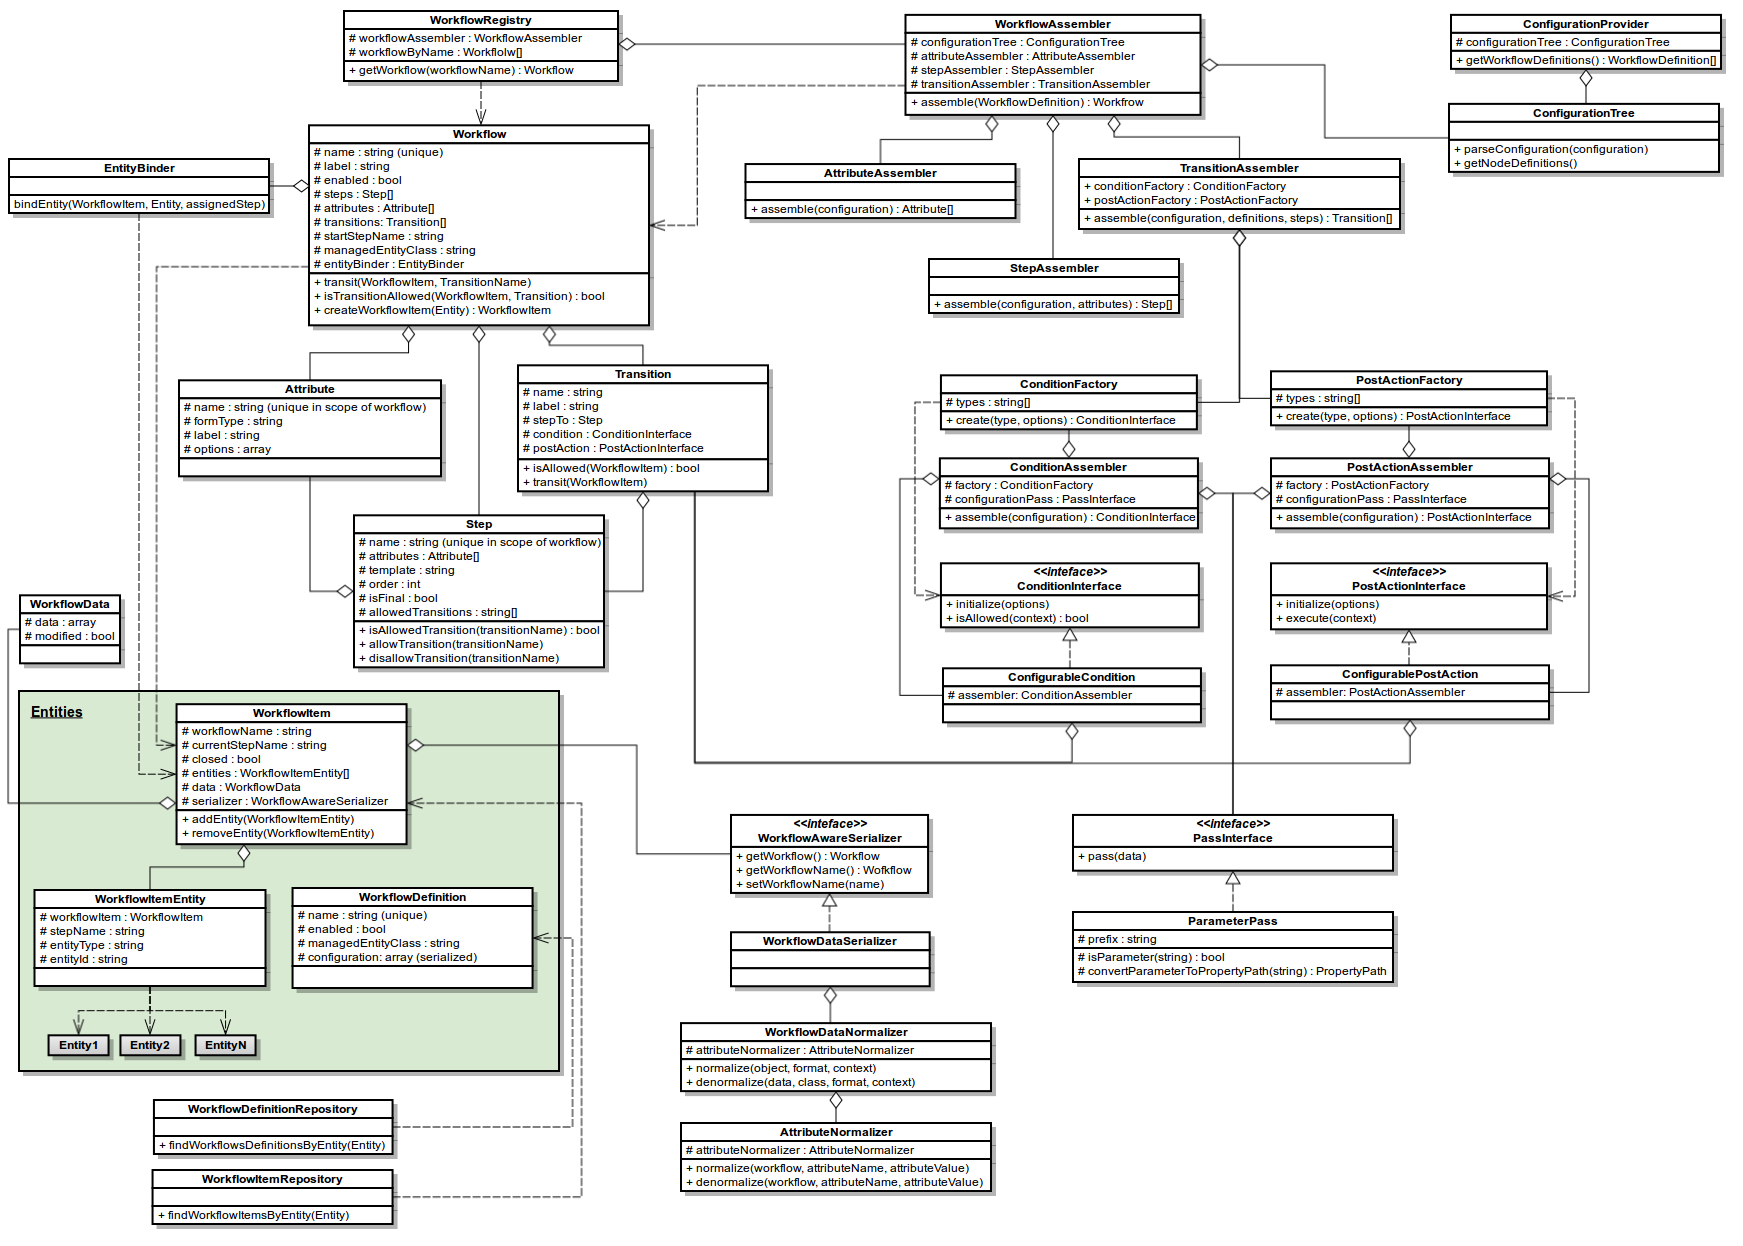 WorkflowRegistry
# workflowAssembler : WorkflowAssembler
# workflowByName : Workflolw[]
+ getWorkflow(workflowName) : Workflow
WorkflowAssembler
# configurationTree : ConfigurationTree
# attributeAssembler : AttributeAssembler
# stepAssembler : StepAssembler
# transitionAssembler : TransitionAssembler
+ assemble(WorkflowDefinition) : Workfrow
ConfigurationProvider
# configurationTree : ConfigurationTree
+ getWorkflowDefinitions() : WorkflowDefinition[]
ConfigurationTree
+ parseConfiguration(configuration)
+ getNodeDefinitions()
EntityBinder
bindEntity(WorkflowItem, Entity, assignedStep)
Workflow
# name : string (unique)
# label : string
# enabled : bool
# steps : Step[]
# attributes : Attribute[]
# transitions: Transition[]
# startStepName : string
# managedEntityClass : string
# entityBinder : EntityBinder
+ transit(WorkflowItem, TransitionName)
+ isTransitionAllowed(WorkflowItem, Transition) : bool
+ createWorkflowItem(Entity) : WorkflowItem
AttributeAssembler
+ assemble(configuration) : Attribute[]
TransitionAssembler
+ conditionFactory : ConditionFactory
+ postActionFactory : PostActionFactory
+ assemble(configuration, definitions, steps) : Transition[]
StepAssembler
+ assemble(configuration, attributes) : Step[]
Attribute
# name : string (unique in scope of workflow)
# formType : string
# label : string
# options : array
Transition
# name : string
# label : string
# stepTo : Step
# condition : ConditionInterface
# postAction : PostActionInterface
+ isAllowed(WorkflowItem) : bool
+ transit(WorkflowItem)
ConditionFactory
# types : string[]
+ create(type, options) : ConditionInterface
PostActionFactory
# types : string[]
+ create(type, options) : PostActionInterface
ConditionAssembler
# factory : ConditionFactory
# configurationPass : PassInterface
+ assemble(configuration) : ConditionInterface
PostActionAssembler
# factory : PostActionFactory
# configurationPass : PassInterface
+ assemble(configuration) : PostActionInterface
Step
# name : string (unique in scope of workflow)
# attributes : Attribute[]
# template : string
# order : int
# isFinal : bool
# allowedTransitions : string[]
+ isAllowedTransition(transitionName) : bool
+ allowTransition(transitionName)
+ disallowTransition(transitionName)
<<inteface>>
ConditionInterface
+ initialize(options)
+ isAllowed(context) : bool
<<inteface>>
PostActionInterface
+ initialize(options)
+ execute(context)
WorkflowData
# data : array
# modified : bool
ConfigurableCondition
# assembler: ConditionAssembler
ConfigurablePostAction
# assembler: PostActionAssembler
Entities
WorkflowItem
# workflowName : string
# currentStepName : string
# closed : bool
# entities : WorkflowItemEntity[]
# data : WorkflowData
# serializer : WorkflowAwareSerializer
+ addEntity(WorkflowItemEntity)
+ removeEntity(WorkflowItemEntity)
<<inteface>>
WorkflowAwareSerializer
+ getWorkflow() : Workflow
+ getWorkflowName() : Wofkflow
+ setWorkflowName(name)
<<inteface>>
PassInterface
+ pass(data)
WorkflowItemEntity
# workflowItem : WorkflowItem
# stepName : string
# entityType : string
# entityId : string
WorkflowDefinition
# name : string (unique)
# enabled : bool
# managedEntityClass : string
# configuration: array (serialized)
WorkflowDataSerializer
ParameterPass
# prefix : string
# isParameter(string) : bool
# convertParameterToPropertyPath(string) : PropertyPath
Entity1
Entity2
EntityN
WorkflowDataNormalizer
# attributeNormalizer : AttributeNormalizer
+ normalize(object, format, context)
+ denormalize(data, class, format, context)
WorkflowDefinitionRepository
+ findWorkflowsDefinitionsByEntity(Entity)
AttributeNormalizer
# attributeNormalizer : AttributeNormalizer
+ normalize(workflow, attributeName, attributeValue)
+ denormalize(workflow, attributeName, attributeValue)
WorkflowItemRepository
+ findWorkflowItemsByEntity(Entity)